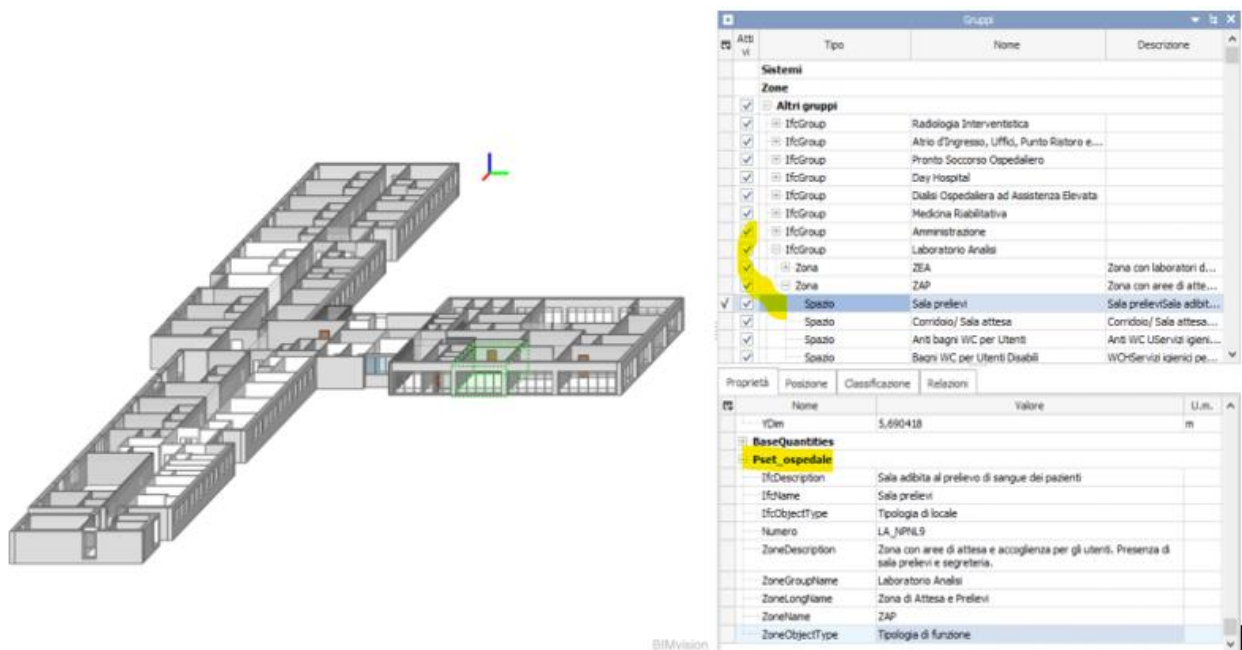 Gruppi
Atti vi Tipo Nome Descrizione
Sistemi
Zone
Altri gruppi
IfcGroup Radiologia Interventistica
IfcGroup Atrio d'Ingresso, Uffici, Punto Ristoro e...
IfcGroup Pronto Soccorso Ospedaliero
IfcGroup Day Hospital
IfcGroup Dialisi Ospedaliera ad Assistenza Elevata
IfcGroup Medicina Riabilitativa
IfcGroup Amministrazione
IfcGroup Laboratorio Analisi
Zona ZEA Zona con laboratori d...
Zona ZAP Zona con aree di atte...
Spazio Sala prelievi Sala prelieviSala adibit...
Spazio Corridoio/ Sala attesa Corridoio/ Sala attesa...
Spazio Anti bagni WC per Utenti Anti WC UServizi igieni...
Spazio Bagni WC per Utenti Disabili WCHServizi igienici pe...
Proprietà Posizione Classificazione Relazioni
Nome Valore U.m.
YDim 5,690418 m
BaseQuantities
Pset_ospedale
IfcDescription Sala adibita al prelievo di sangue dei pazienti
IfcName Sala prelievi
IfcObjectType Tipologia di locale
Numero LA_NPNL9
ZoneDescription Zona con aree di attesa e accoglienza per gli utenti. Presenza di
sala prelievi e segreteria.
ZoneGroupName Laboratorio Analisi
ZoneLongName Zona di Attesa e Prelievi
ZoneName ZAP
ZoneObjectType Tipologia di funzione
BIMvision